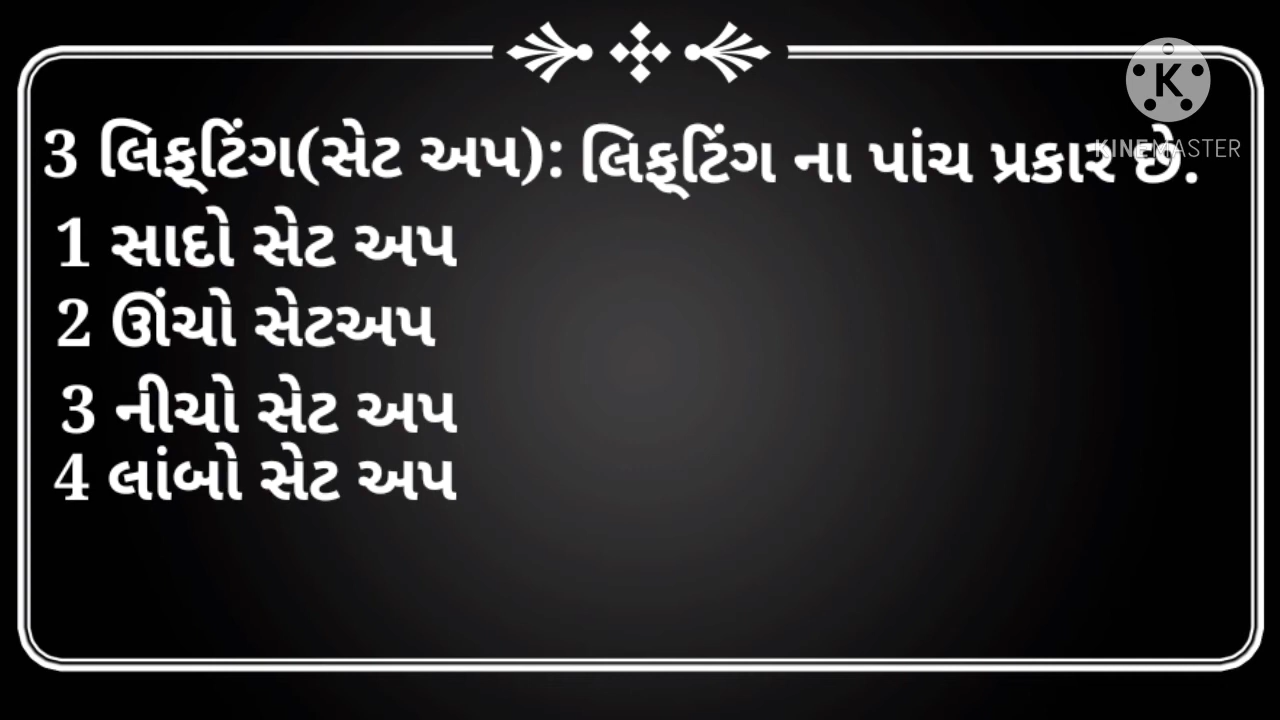 3 લિફ્ટિંગ(સેટ અપ): લિફ્ટિંગ ના પાંચ પ્રકાર છે.
1 સાદો સેટ અપ
2 ઊંચો સેટઅપ
3 નીચો સેટ અપ
4 લાંબો સેટ અપ
K
KINEMASTER